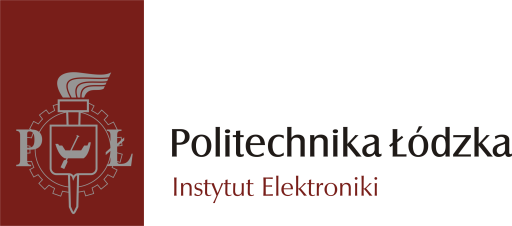 P Ł
Politechnika Łódzka
Instytut Elektroniki